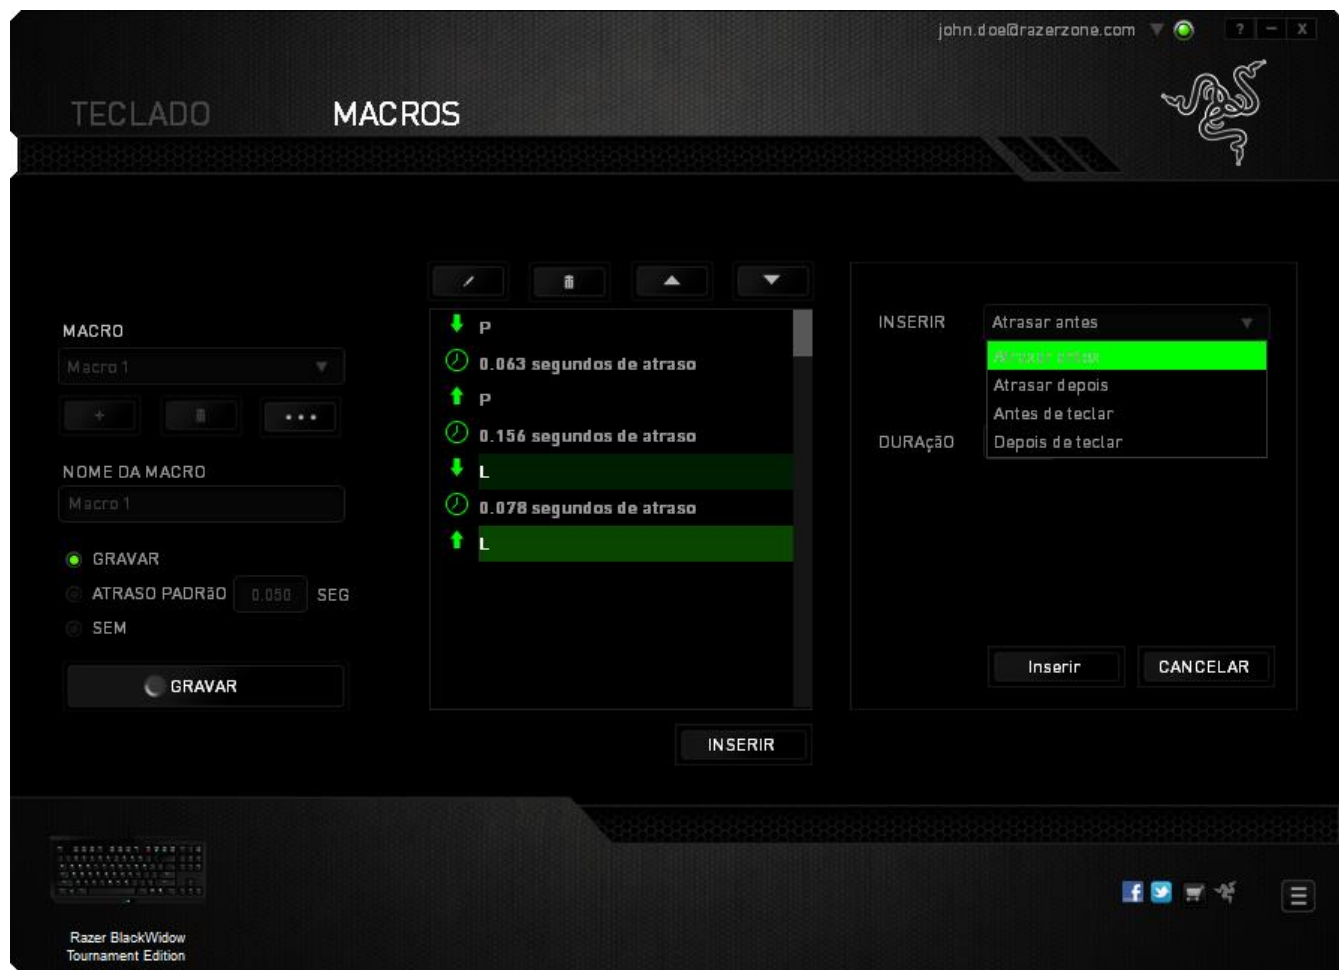 john.doe@razerzone.com
? – X
TECLADO MACROS
MACRO
Macro 1
NOME DA MACRO
Macro 1
GRAVAR
ATRASO PADRãO 0.050 SEG
SEM
GRAVAR
P
0.063 segundos de atraso
P
0.156 segundos de atraso
L
0.078 segundos de atraso
L
INSERIR
INSERIR Atrasar antes
Atrasar antes
Atrasar depois
Antes de teclar
Depois de teclar
DURAçãO
Inserir CANCELAR
Razer BlackWidow
Tournament Edition